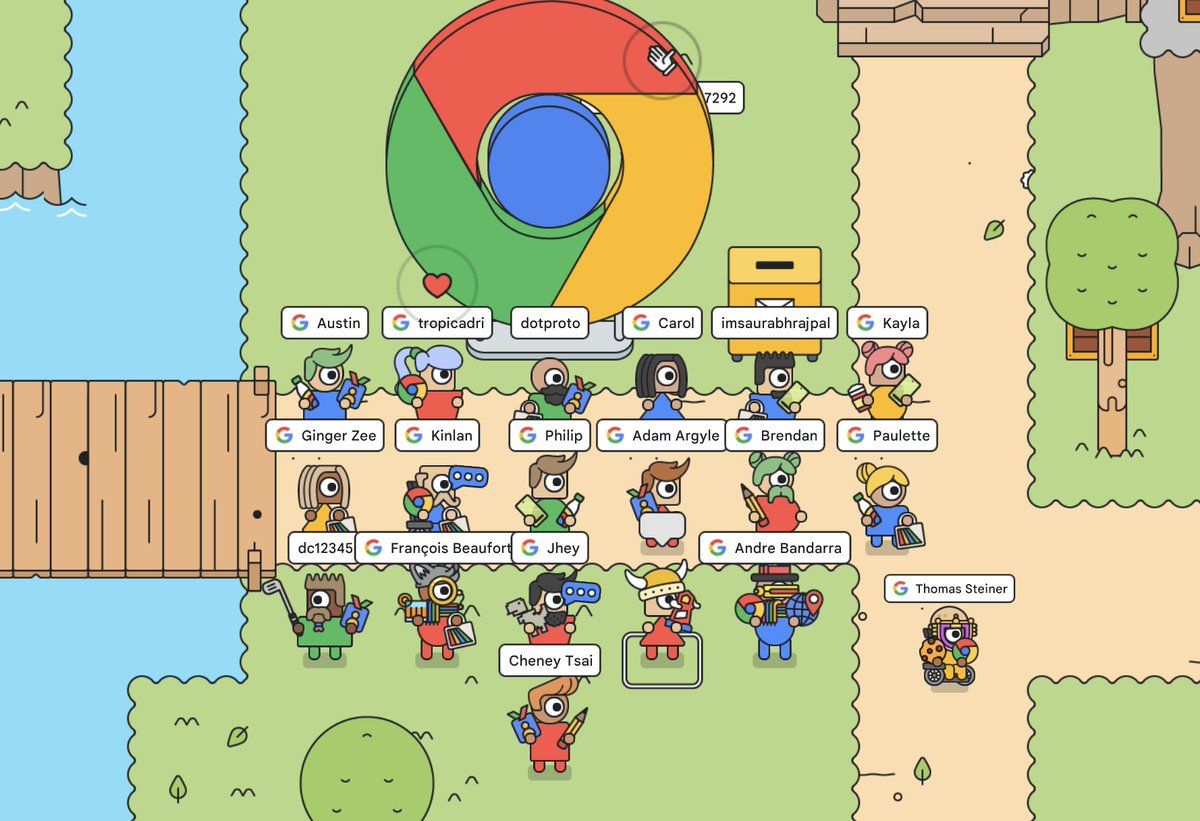 7292
Austin
tropicadri
dotproto
Carol
imsaurabhrajpal
Kayla
Ginger Zee
Kinlan
Philip
Adam Argyle
Brendan
Paulette
dc12345
François Beaufort
Jhey
Andre Bandarra
Thomas Steiner
Cheney Tsai